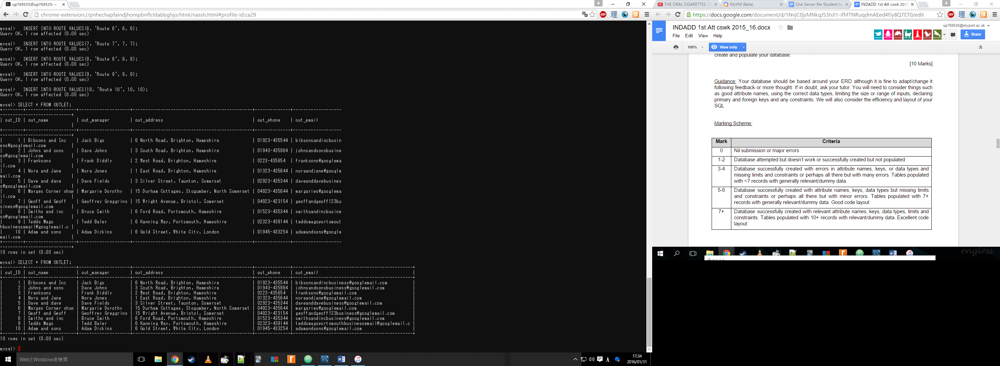 up769535@up769535: ~
chrome-extension://pnhechapfaindjhompbnflcldabbghjo/html/nassh.html#profile-id:ca29
mysql>   INSERT INTO ROUTE VALUES(6, 'Route 6', 6, 6);
Query OK, 1 row affected (0.00 sec)
mysql>   INSERT INTO ROUTE VALUES(7, 'Route 7', 7, 7);
Query OK, 1 row affected (0.00 sec)
mysql>   INSERT INTO ROUTE VALUES(8, 'Route 8', 8, 8);
Query OK, 1 row affected (0.00 sec)
mysql>   INSERT INTO ROUTE VALUES(9, 'Route 9', 9, 9);
Query OK, 1 row affected (0.00 sec)
mysql>   INSERT INTO ROUTE VALUES(10, 'Route 10', 10, 10);
Query OK, 1 row affected (0.00 sec)
mysql> SELECT * FROM OUTLET;
| out_ID | out_name | out_manager | out_address | out_phone | out_email
|
| 1 | Bibsons and Inc | Jack Bigs | 6 North Road, Brighton, Hampshire | 01923-435544 | bibsonsandincbusin
ess@googlemail.com |
| 2 | Johns and sons | Dave Johns | 3 South Road, Brighton, Hampshire | 01943-435984 | johnsandsonsbusine
ss@googlemail.com |
| 3 | Franksons | Frank Diddly | 2 West Road, Brighton, Hampshire | 0223-435654 | franksons@googlema
il.com |
| 4 | Nora and Jane | Nora Jones | 1 East Road, Brighton, Hampshire | 01323-435644 | noraandjane@google
mail.com |
| 5 | Dave and dave | Dave Fields | 3 Silver Street, Taunton, Somerset | 02923-435344 | daveanddavebusines
s@googlemail.com |
| 6 | Marges Corner shop | Margarie Dorothy | 15 Durham Cottages, Stogumber, North Somerset | 04923-435644 | margaries@googlema
il.com |
| 7 | Geoff and Geoff | Geoffrey Greggrins | 15 Wright Avenue, Bristol, Somerset | 04923-423154 | geoffandgeoff123bu
siness@googlemail.com |
| 8 | Smiths and inc | Bruce Smith | 6 Ford Road, Portsmouth, Hampshire | 01523-435344 | smithsandincbusine
ss@googlemail.com |
| 9 | Tedds Mags | Tedd Baler | 6 Kanning Way, Portsmouth, Hampshire | 02323-439144 | teddsmagsportsmout
hbusinessemail@googlemail.c |
| 10 | Adam and sons | Adam Dickins | 6 Gold Street, White City, London | 01945-433254 | adamandsons@google
mail.com |
10 rows in set (0.00 sec)
mysql> SELECT * FROM OUTLET;
| out_ID | out_name | out_manager | out_address | out_phone | out_email |
| 1 | Bibsons and Inc | Jack Bigs | 6 North Road, Brighton, Hampshire | 01923-435544 | bibsonsandincbusiness@googlemail.com |
| 2 | Johns and sons | Dave Johns | 3 South Road, Brighton, Hampshire | 01943-435984 | johnsandsonsbusiness@googlemail.com |
| 3 | Franksons | Frank Diddly | 2 West Road, Brighton, Hampshire | 0223-435654 | franksons@googlemail.com |
| 4 | Nora and Jane | Nora Jones | 1 East Road, Brighton, Hampshire | 01323-435644 | noraandjane@googlemail.com |
| 5 | Dave and dave | Dave Fields | 3 Silver Street, Taunton, Somerset | 02923-435344 | daveanddavebusiness@googlemail.com |
| 6 | Marges Corner shop | Margarie Dorothy | 15 Durham Cottages, Stogumber, North Somerset | 04923-435644 | margaries@googlemail.com |
| 7 | Geoff and Geoff | Geoffrey Greggrins | 15 Wright Avenue, Bristol, Somerset | 04923-423154 | geoffandgeoff123business@googlemail.com |
| 8 | Smiths and inc | Bruce Smith | 6 Ford Road, Portsmouth, Hampshire | 01523-435344 | smithsandincbusiness@googlemail.com |
| 9 | Tedds Mags | Tedd Baler | 6 Kanning Way, Portsmouth, Hampshire | 02323-439144 | teddsmagsportsmouthbusinessemail@googlemail.c |
| 10 | Adam and sons | Adam Dickins | 6 Gold Street, White City, London | 01945-433254 | adamandsons@googlemail.com |
10 rows in set (0.00 sec)
mysql>
WebとWindowsを検索
A
17:34
2016/01/31
THE ORAL CIGARETTES「
MyVM (Beta)
One Server Per Student ba
INDADD 1st Att cswk 2015
https://docs.google.com/document/d/1NvjC0jsMNkqJS3hJI1-ifMTNRuqdmAEed4fJy8Q7ET0/edit
ABP 理
INDADD 1st Att cswk 2015_16.docx
up769535@myport.ac.uk
File Edit View Help
Share
100% View only
create and populate your database.
[10 Marks]
Guidance: Your database should be based around your ERD although it is fine to adapt/change it
following feedback or more thought. If in doubt, ask your tutor. You will need to consider things such
as good attribute names, using the correct data types, limiting the size or range of inputs, declaring
primary and foreign keys and any constraints. We will also consider the efficiency and layout of your
SQL
Marking Scheme:
Mark Criteria
0 Nil submission or major errors
1-2 Database attempted but doesn't work or successfully created but not populated
3-4 Database successfully created with errors in attribute names, keys, or data types and
missing limits and constraints or perhaps all there but with many errors. Tables populated
with <7 records with generally relevant/dummy data.
5-6 Database successfully created with attribute names, keys, data types but missing limits
and constraints or perhaps all there but with minor errors. Tables populated with 7+
records with generally relevant/dummy data. Good code layout
7+ Database successfully created with relevant attribute names, keys, data types, limits and
constraints. Tables populated with 10+ records with relevant/dummy data. Excellent code
layout
engless